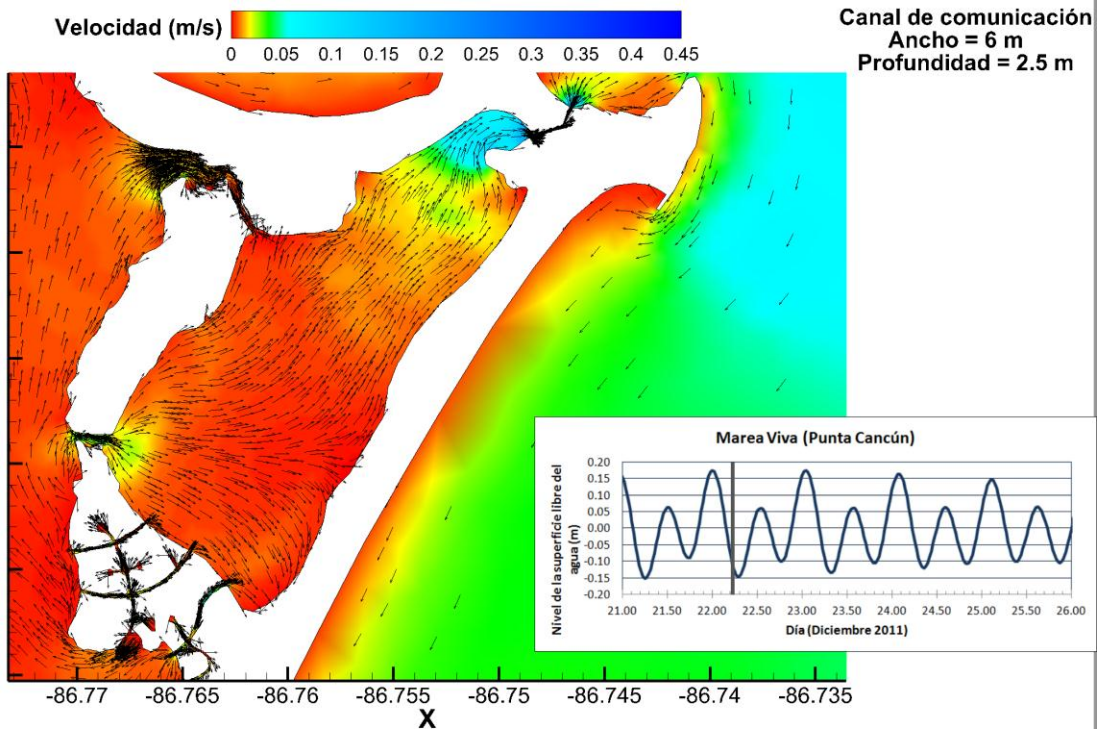 Velocidad (m/s)
0 0.05 0.1 0.15 0.2 0.25 0.3 0.35 0.4 0.45
Canal de comunicación
Ancho = 6 m
Profundidad = 2.5 m
Marea Viva (Punta Cancún)
Nivel de la superficie libre del
agua (m)
0.20
0.15
0.10
0.05
0.00
-0.05
-0.10
-0.15
-0.20
21.00 21.50 22.00 22.50 23.00 23.50 24.00 24.50 25.00 25.50 26.00
Día (Diciembre 2011)
-86.77 -86.765 -86.76 -86.755 -86.75 -86.745 -86.74 -86.735
X